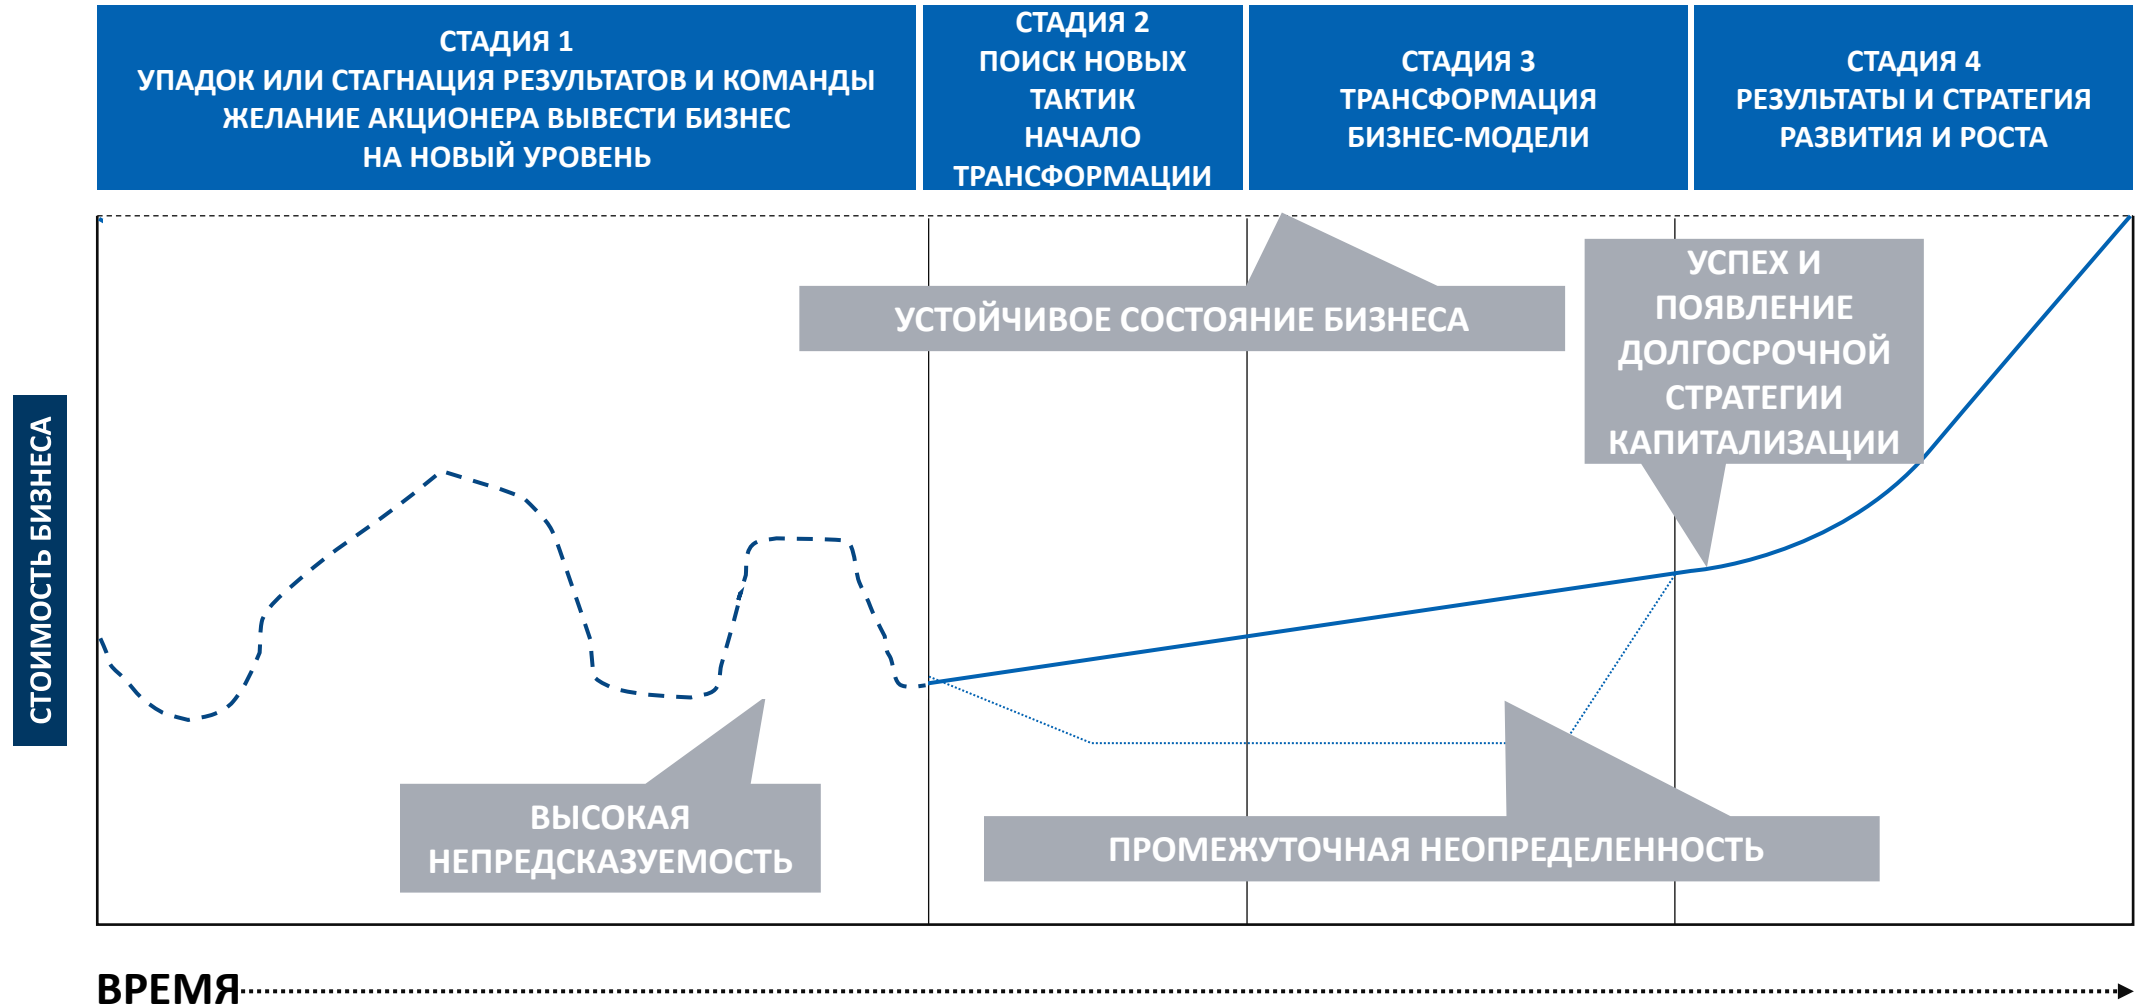 СТАДИЯ 1
УПАДОК ИЛИ СТАГНАЦИЯ РЕЗУЛЬТАТОВ И КОМАНДЫ
ЖЕЛАНИЕ АКЦИОНЕРА ВЫВЕСТИ БИЗНЕС
НА НОВЫЙ УРОВЕНЬ
СТАДИЯ 2
ПОИСК НОВЫХ
ТАКТИК
НАЧАЛО
ТРАНСФОРМАЦИИ
СТАДИЯ 3
ТРАНСФОРМАЦИЯ
БИЗНЕС-МОДЕЛИ
СТАДИЯ 4
РЕЗУЛЬТАТЫ И СТРАТЕГИЯ
РАЗВИТИЯ И РОСТА
УСТОЙЧИВОЕ СОСТОЯНИЕ БИЗНЕСА
УСПЕХ И
ПОЯВЛЕНИЕ
ДОЛГОСРОЧНОЙ
СТРАТЕГИИ
КАПИТАЛИЗАЦИИ
СТОИМОСТЬ БИЗНЕСА
ВЫСОКАЯ
НЕПРЕДСКАЗУЕМОСТЬ
ПРОМЕЖУТОЧНАЯ НЕОПРЕДЕЛЕННОСТЬ
ВРЕМЯ